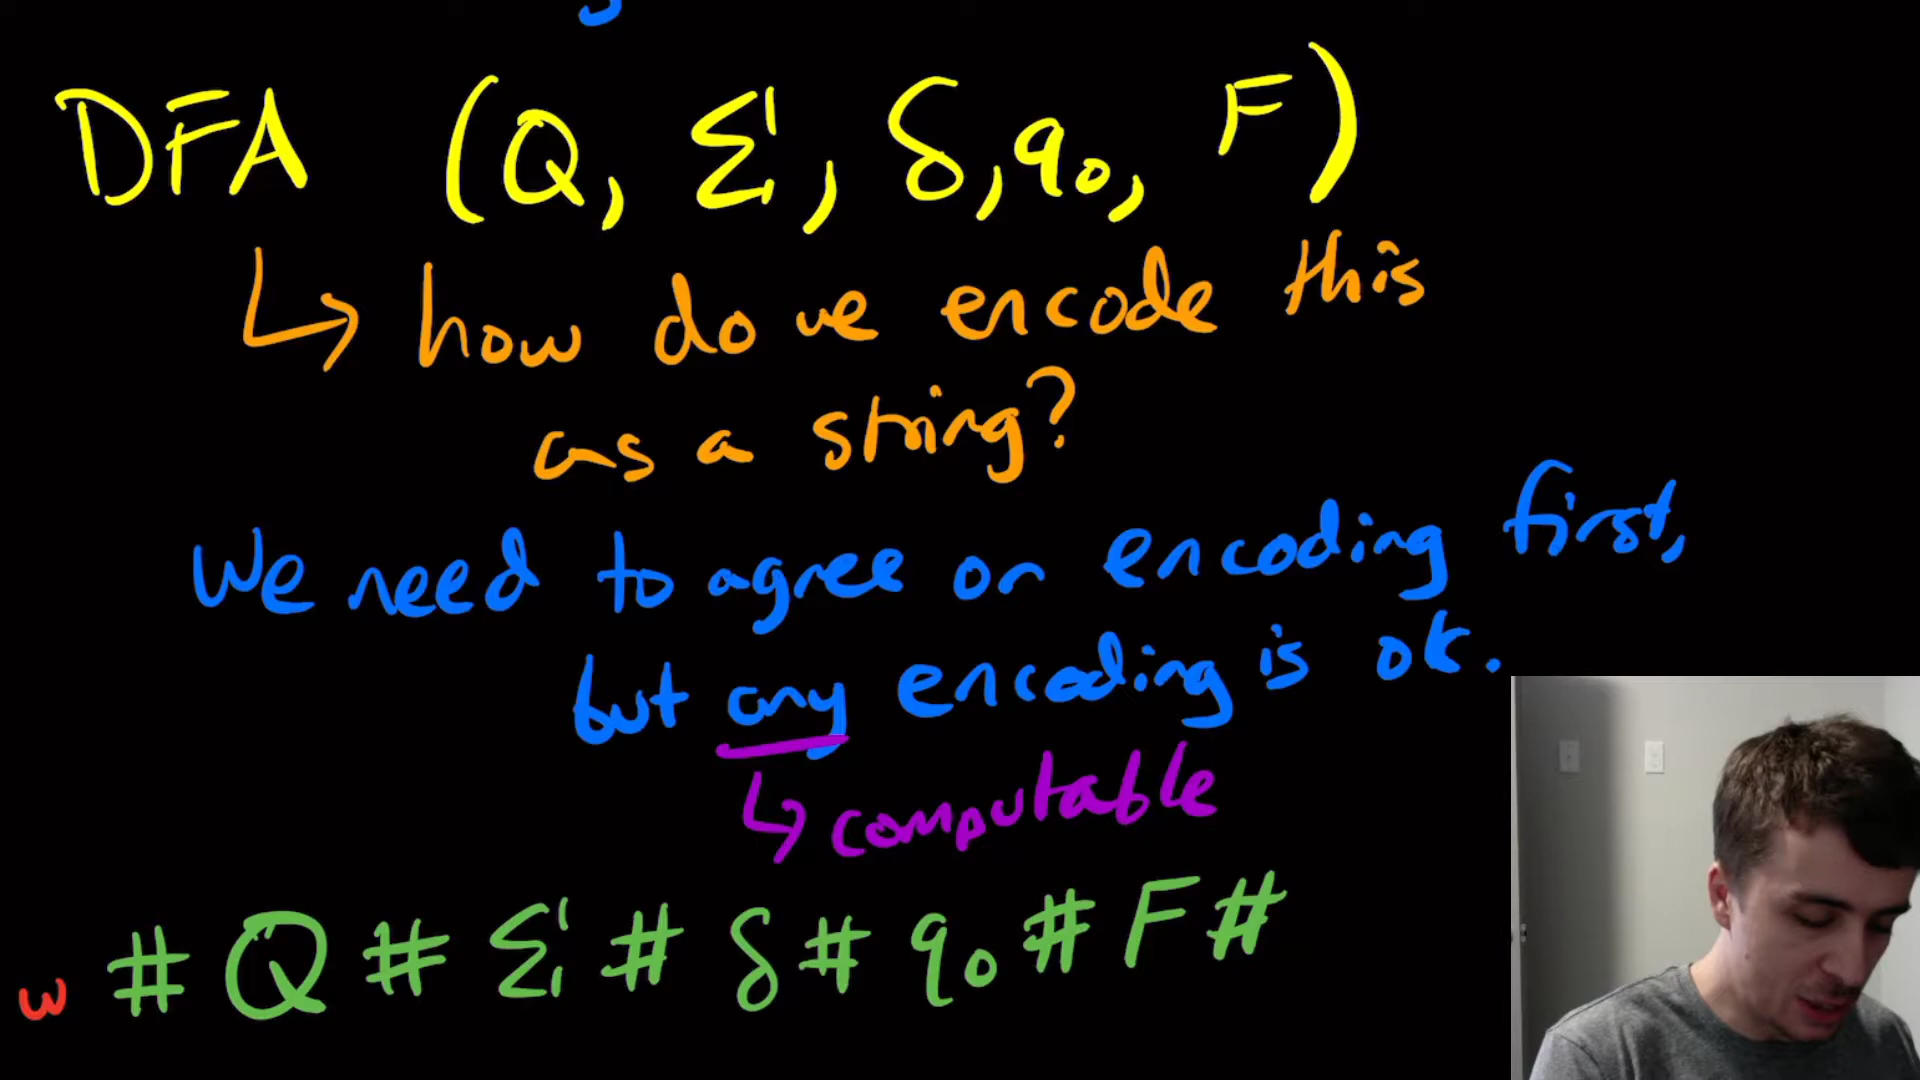 DFA (Q, Σ, δ, q₀, F)
↳ how do we encode this
as a string?
We need to agree on encoding first,
but any encoding is ok.
↳ computable
w # Q # Σ # δ # q₀ # F #